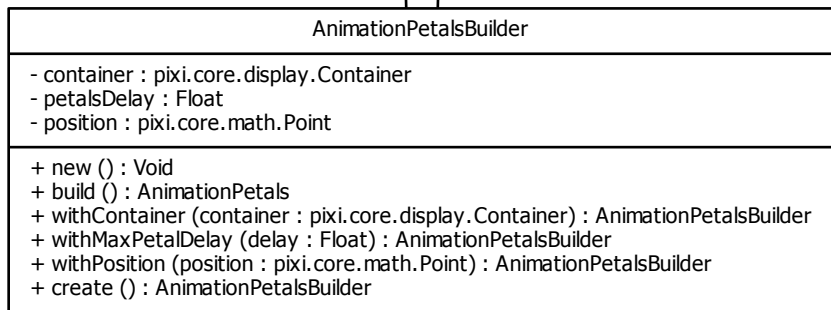 AnimationPetalsBuilder
- container : pixi.core.display.Container
- petalsDelay : Float
- position : pixi.core.math.Point
+ new () : Void
+ build () : AnimationPetals
+ withContainer (container : pixi.core.display.Container) : AnimationPetalsBuilder
+ withMaxPetalDelay (delay : Float) : AnimationPetalsBuilder
+ withPosition (position : pixi.core.math.Point) : AnimationPetalsBuilder
+ create () : AnimationPetalsBuilder